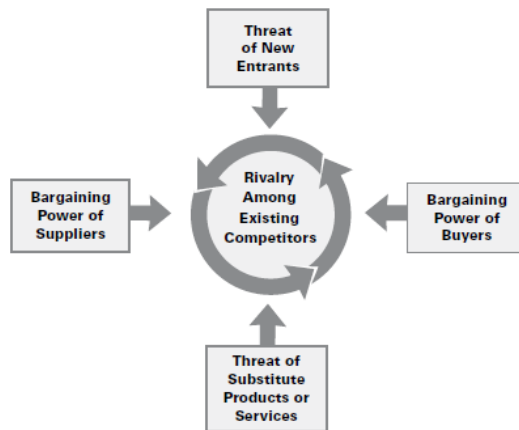 Threat
of New
Entrants
Bargaining
Power of
Suppliers
Rivalry
Among
Existing
Competitors
Bargaining
Power of
Buyers
Threat of
Substitute
Products or
Services